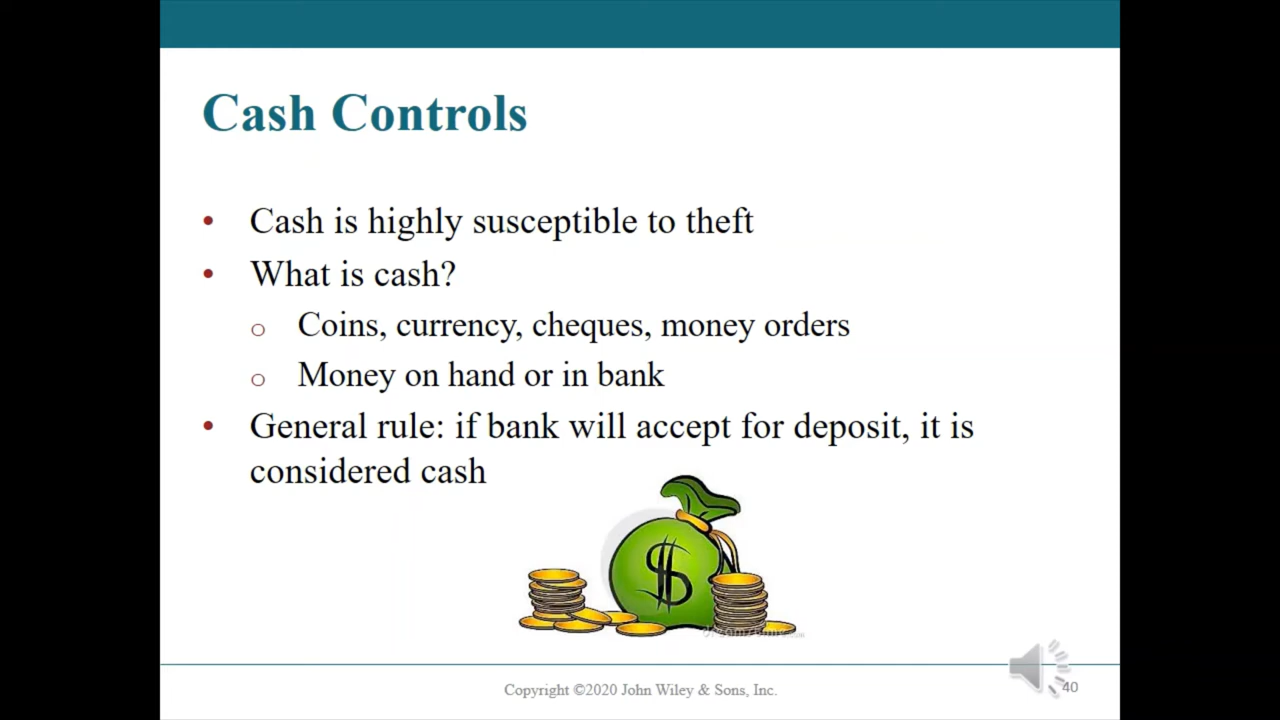 Cash Controls
• Cash is highly susceptible to theft
• What is cash?
o Coins, currency, cheques, money orders
o Money on hand or in bank
• General rule: if bank will accept for deposit, it is
considered cash
$
Copyright ©2020 John Wiley & Sons, Inc.
40